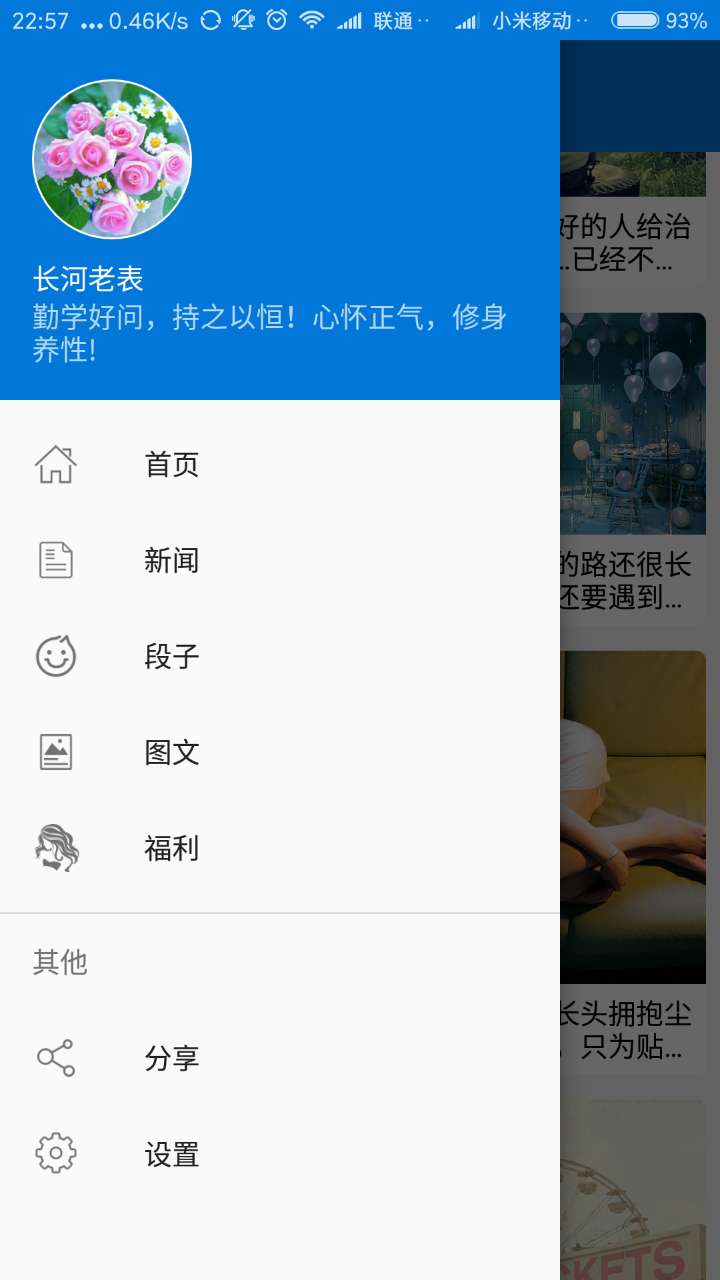 22:57 ... 0.46K/s 联通·· 小米移动·· 93%
长河老表
勤学好问，持之以恒！心怀正气，修身
养性!
首页
新闻
段子
图文
福利
其他
分享
设置
好的人给治
..已经不...
的路还很长
还要遇到...
长头拥抱尘
，只为贴...
KETS